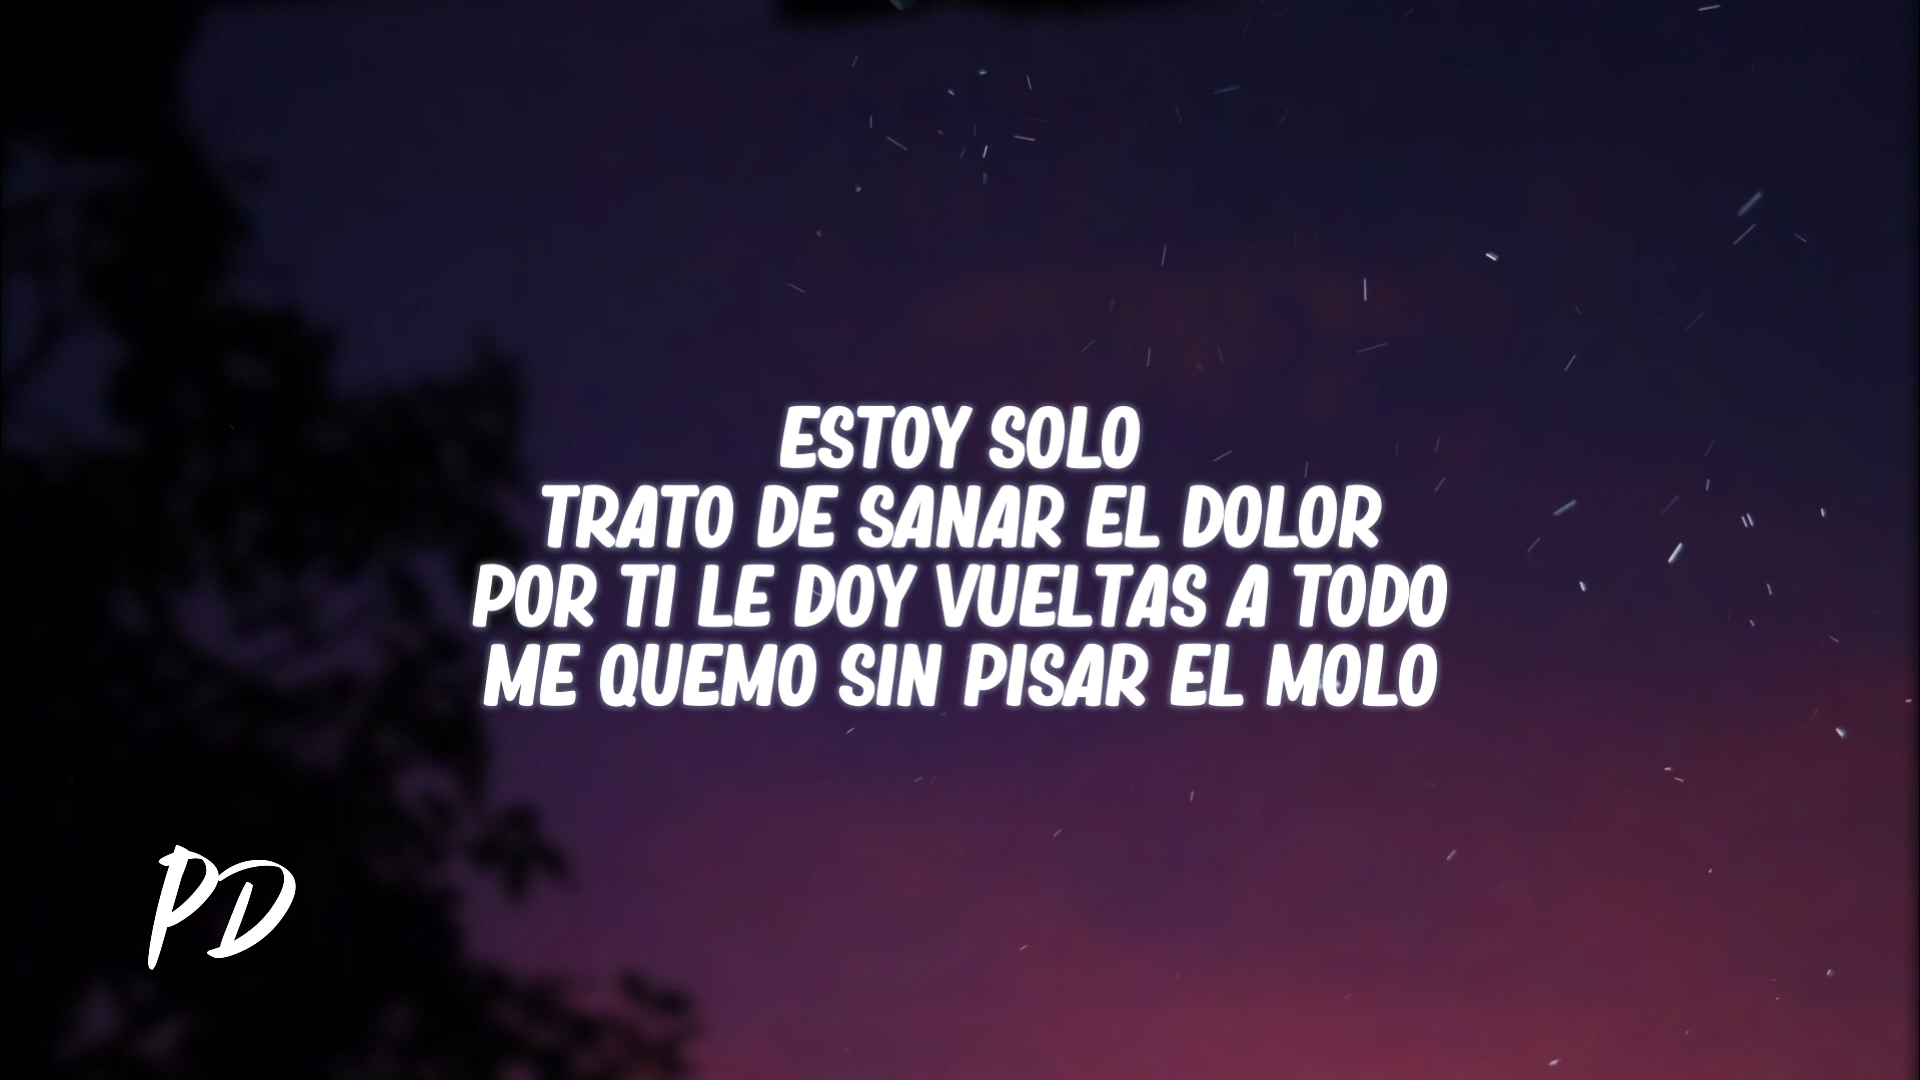 ESTOY SOLO
TRATO DE SANAR EL DOLOR
POR TI LE DOY VUELTAS A TODO
ME QUEMO SIN PISAR EL MOLO
PD